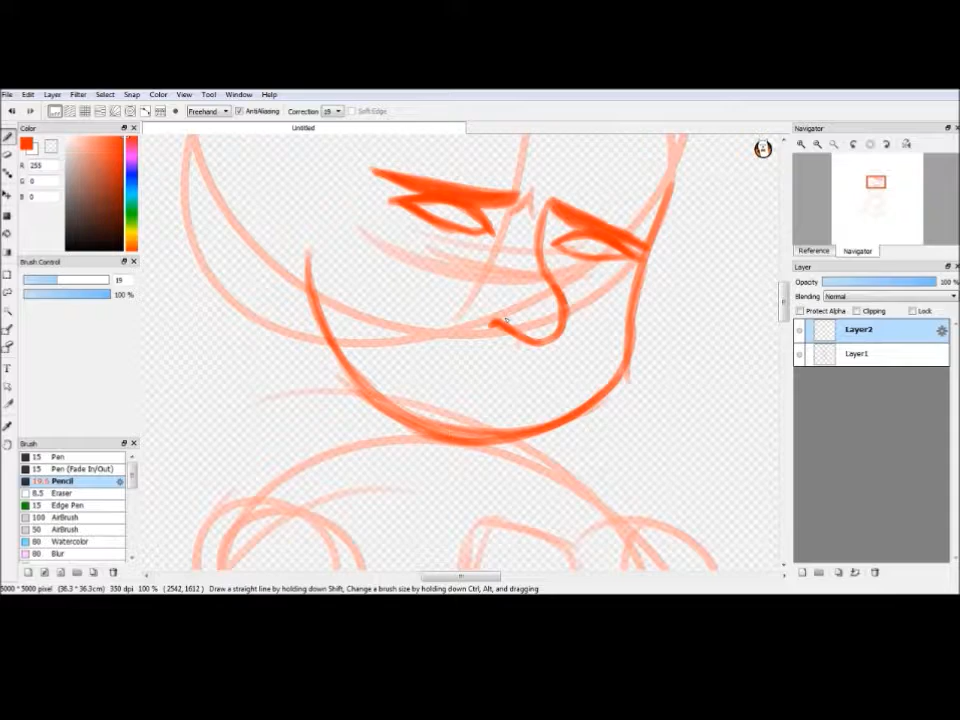 File Edit Layer Filter Select Snap Color View Tool Window Help
Freehand AntiAliasing Correction 15 Soft Edge
Color
Untitled
Navigator
R 255
G 0
B 0
Reference Navigator
Brush Control
19
100 %
Layer
Opacity 100 %
Blending Normal
Protect Alpha Clipping Lock
Layer2
Layer1
Brush
15 Pen
15 Pen (Fade In/Out)
19.6 Pencil
8.5 Eraser
15 Edge Pen
100 AirBrush
50 AirBrush
80 Watercolor
80 Blur
5000 * 5000 pixel (36.3 * 36.3cm) 350 dpi 100 % ( 2542, 1612 ) Draw a straight line by holding down Shift, Change a brush size by holding down Ctrl, Alt, and dragging